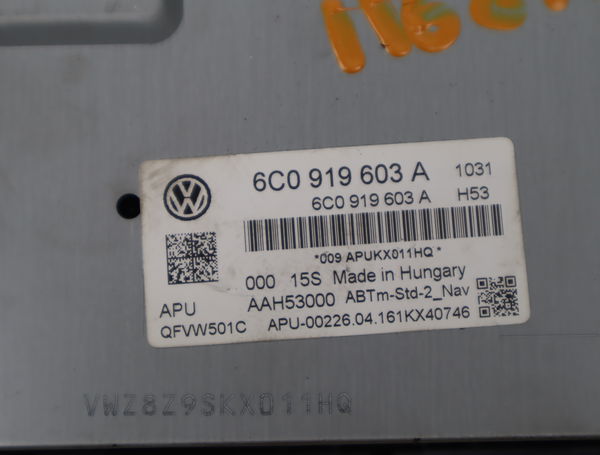 6C0 919 603 A 1031
6C0 919 603 A H53
*009 APUKX011HQ*
000 15S Made in Hungary
APU AAH53000 ABTm-Std-2_Nav
QFVW501C APU-00226.04.161KX40746
VWZ8Z9SKX011HQ